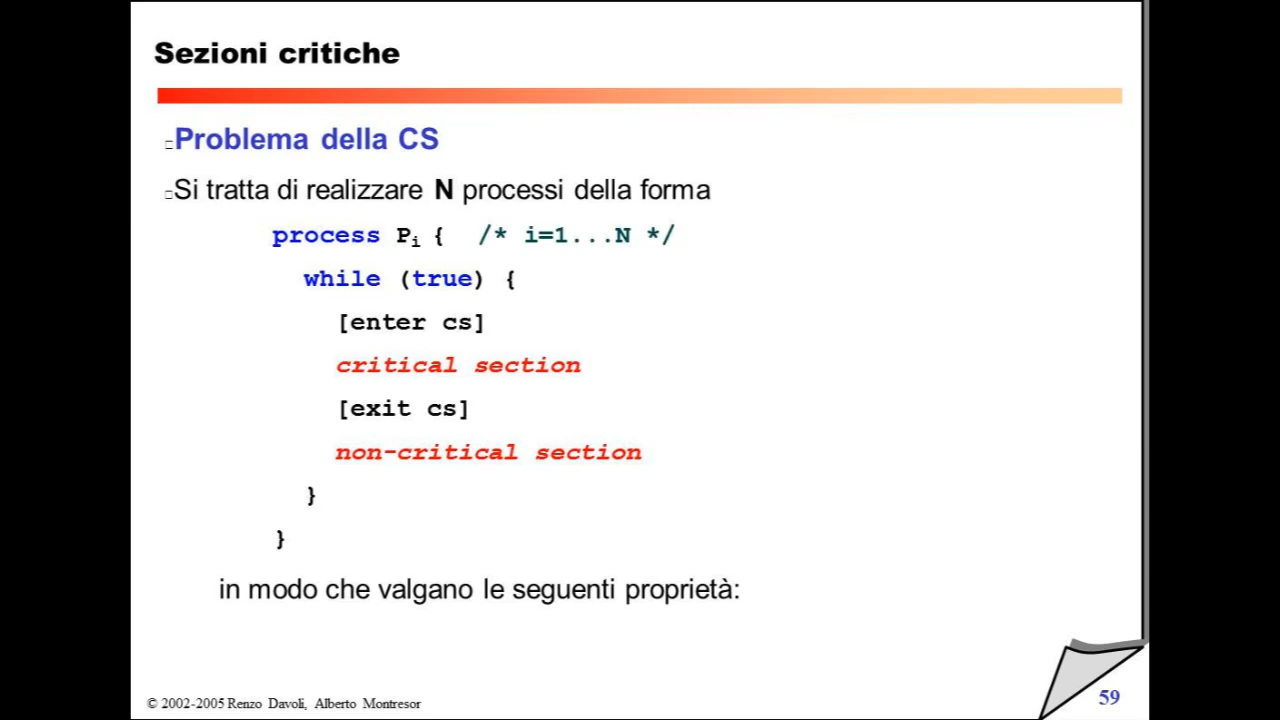 Sezioni critiche
Problema della CS
Si tratta di realizzare N processi della forma
process Pi { /* i=1...N */
while (true) {
[enter cs]
critical section
[exit cs]
non-critical section
}
}
in modo che valgano le seguenti proprietà:
© 2002-2005 Renzo Davoli, Alberto Montresor
59